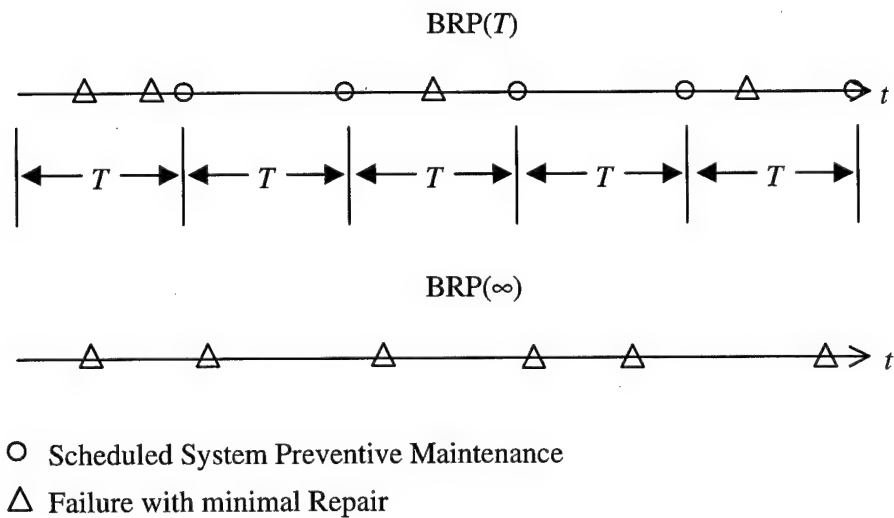 BRP(T)
t
T T T T T
BRP(∞)
t
Scheduled System Preventive Maintenance
Failure with minimal Repair